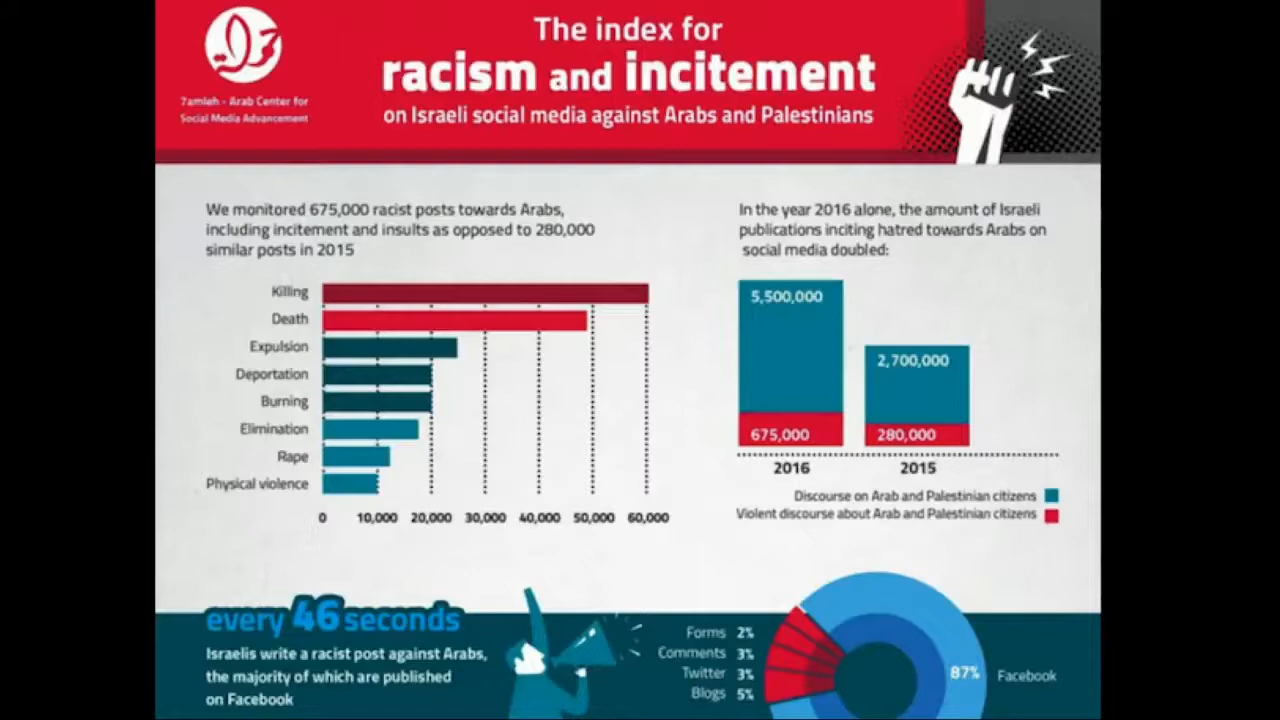 7amleh - Arab Center for
Social Media Advancement
The index for
racism and incitement
on Israeli social media against Arabs and Palestinians
We monitored 675,000 racist posts towards Arabs,
including incitement and insults as opposed to 280,000
similar posts in 2015
Killing
Death
Expulsion
Deportation
Burning
Elimination
Rape
Physical violence
0 10,000 20,000 30,000 40,000 50,000 60,000
In the year 2016 alone, the amount of Israeli
publications inciting hatred towards Arabs on
social media doubled:
5,500,000
2,700,000
675,000
280,000
2016
2015
Discourse on Arab and Palestinian citizens
Violent discourse about Arab and Palestinian citizens
every 46 seconds
Israelis write a racist post against Arabs,
the majority of which are published
on Facebook
Forms 2%
Comments 3%
Twitter 3%
Blogs 5%
87% Facebook